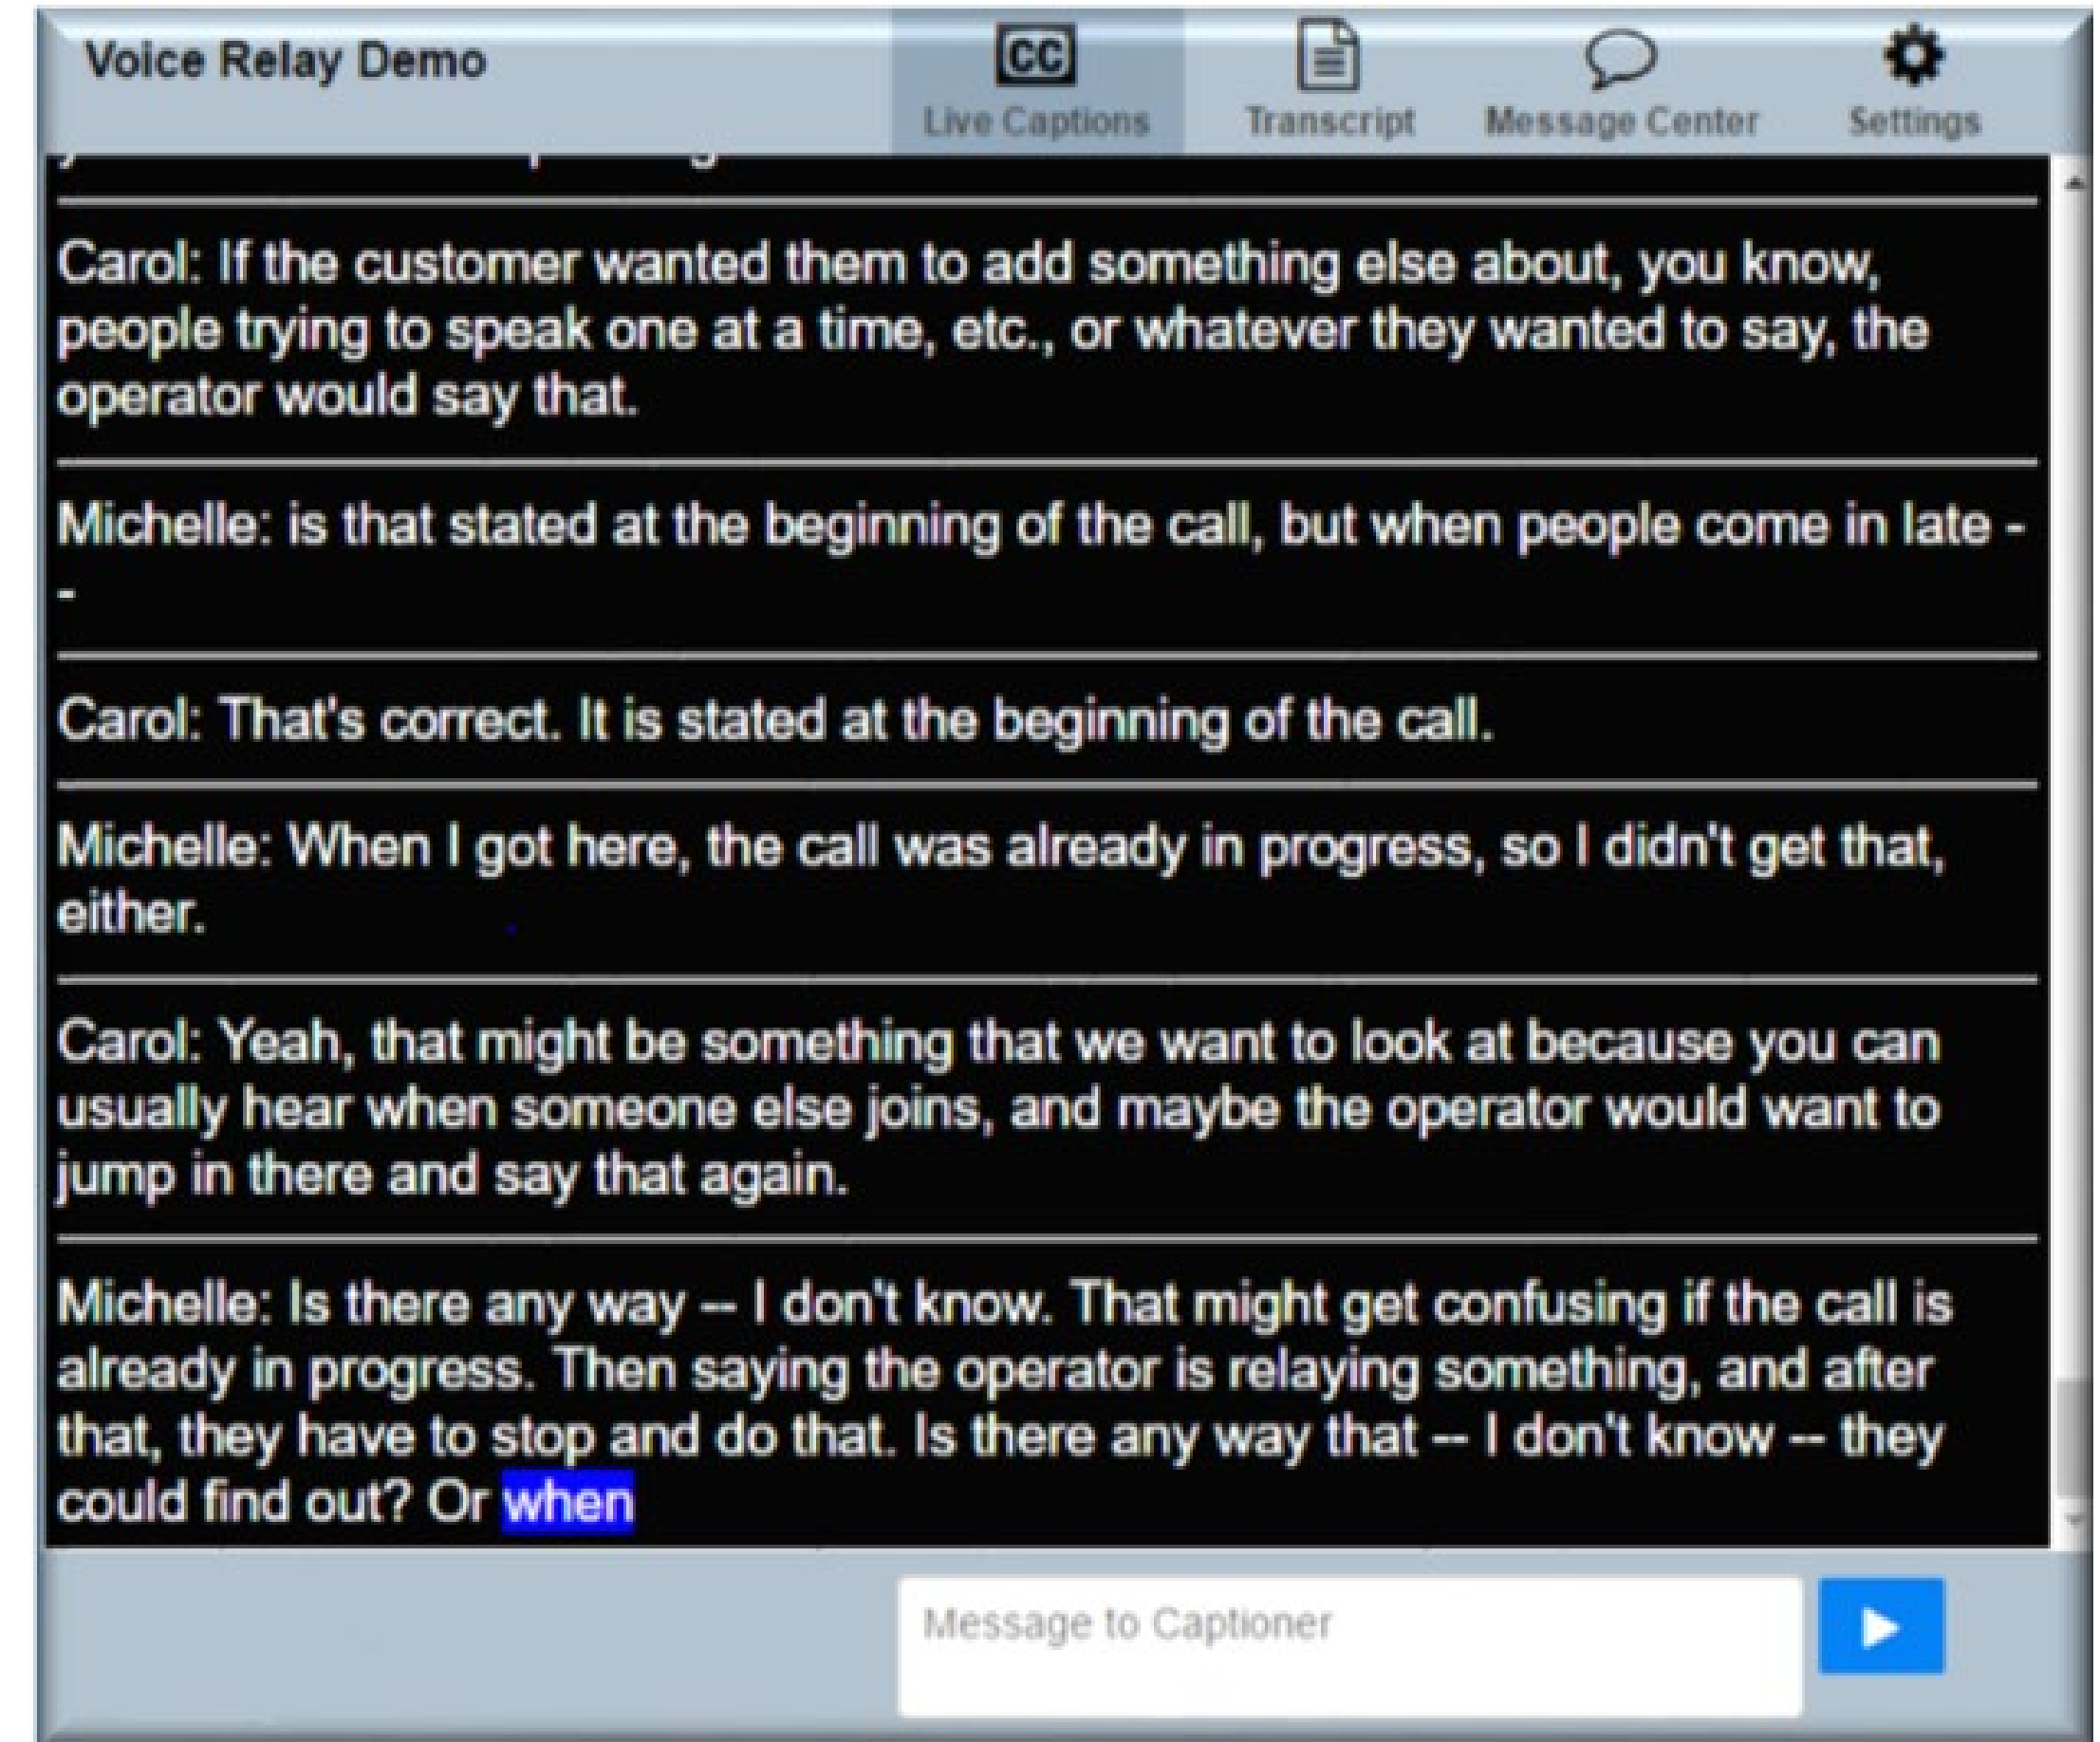 Voice Relay Demo
CC
Live Captions
Transcript
Message Center
Settings
Carol: If the customer wanted them to add something else about, you know,
people trying to speak one at a time, etc., or whatever they wanted to say, the
operator would say that.
Michelle: is that stated at the beginning of the call, but when people come in late -
-
Carol: That's correct. It is stated at the beginning of the call.
Michelle: When I got here, the call was already in progress, so I didn't get that,
either.
Carol: Yeah, that might be something that we want to look at because you can
usually hear when someone else joins, and maybe the operator would want to
jump in there and say that again.
Michelle: Is there any way -- I don't know. That might get confusing if the call is
already in progress. Then saying the operator is relaying something, and after
that, they have to stop and do that. Is there any way that -- I don't know -- they
could find out? Or when
Message to Captioner